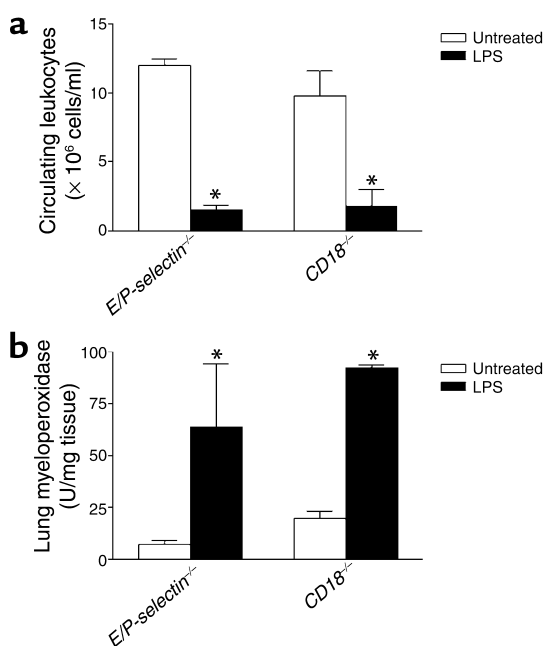 a
15
10
5
0
Circulating leukocytes
(× 10⁶ cells/ml)
Untreated
LPS
*
*
E/P-selectin-/-
CD18-/-
b
100
75
50
25
0
Lung myeloperoxidase
(U/mg tissue)
Untreated
LPS
*
*
E/P-selectin-/-
CD18-/-